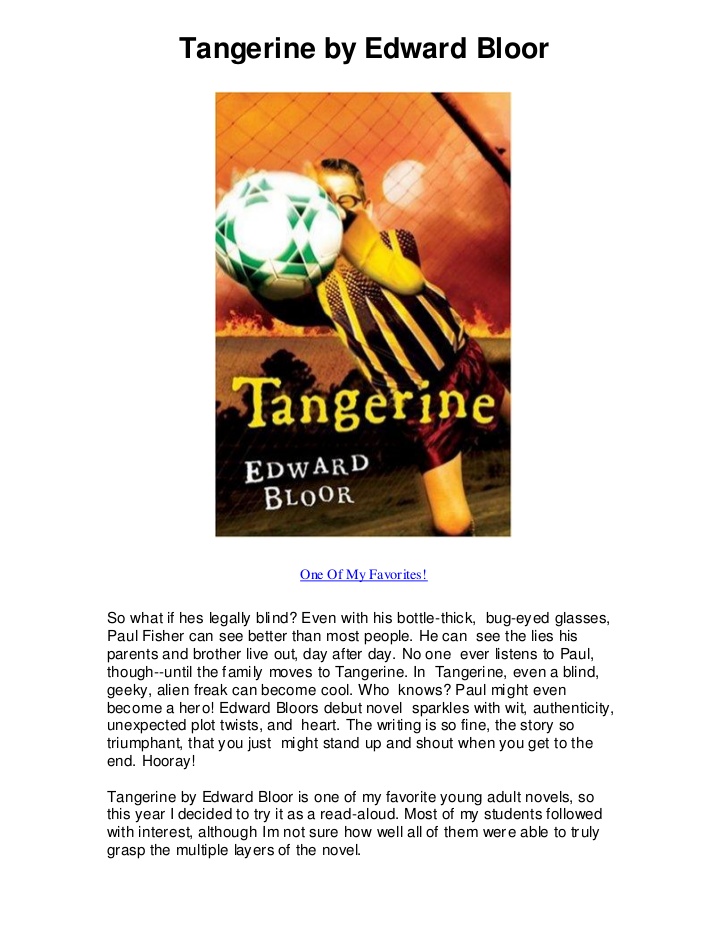 Tangerine by Edward Bloor
Tangerine
EDWARD
BLOOR
One Of My Favorites!
So what if hes legally blind? Even with his bottle-thick, bug-eyed glasses,
Paul Fisher can see better than most people. He can see the lies his
parents and brother live out, day after day. No one ever listens to Paul,
though--until the family moves to Tangerine. In Tangerine, even a blind,
geeky, alien freak can become cool. Who knows? Paul might even
become a hero! Edward Bloors debut novel sparkles with wit, authenticity,
unexpected plot twists, and heart. The writing is so fine, the story so
triumphant, that you just might stand up and shout when you get to the
end. Hooray!
Tangerine by Edward Bloor is one of my favorite young adult novels, so
this year I decided to try it as a read-aloud. Most of my students followed
with interest, although Im not sure how well all of them were able to truly
grasp the multiple layers of the novel.